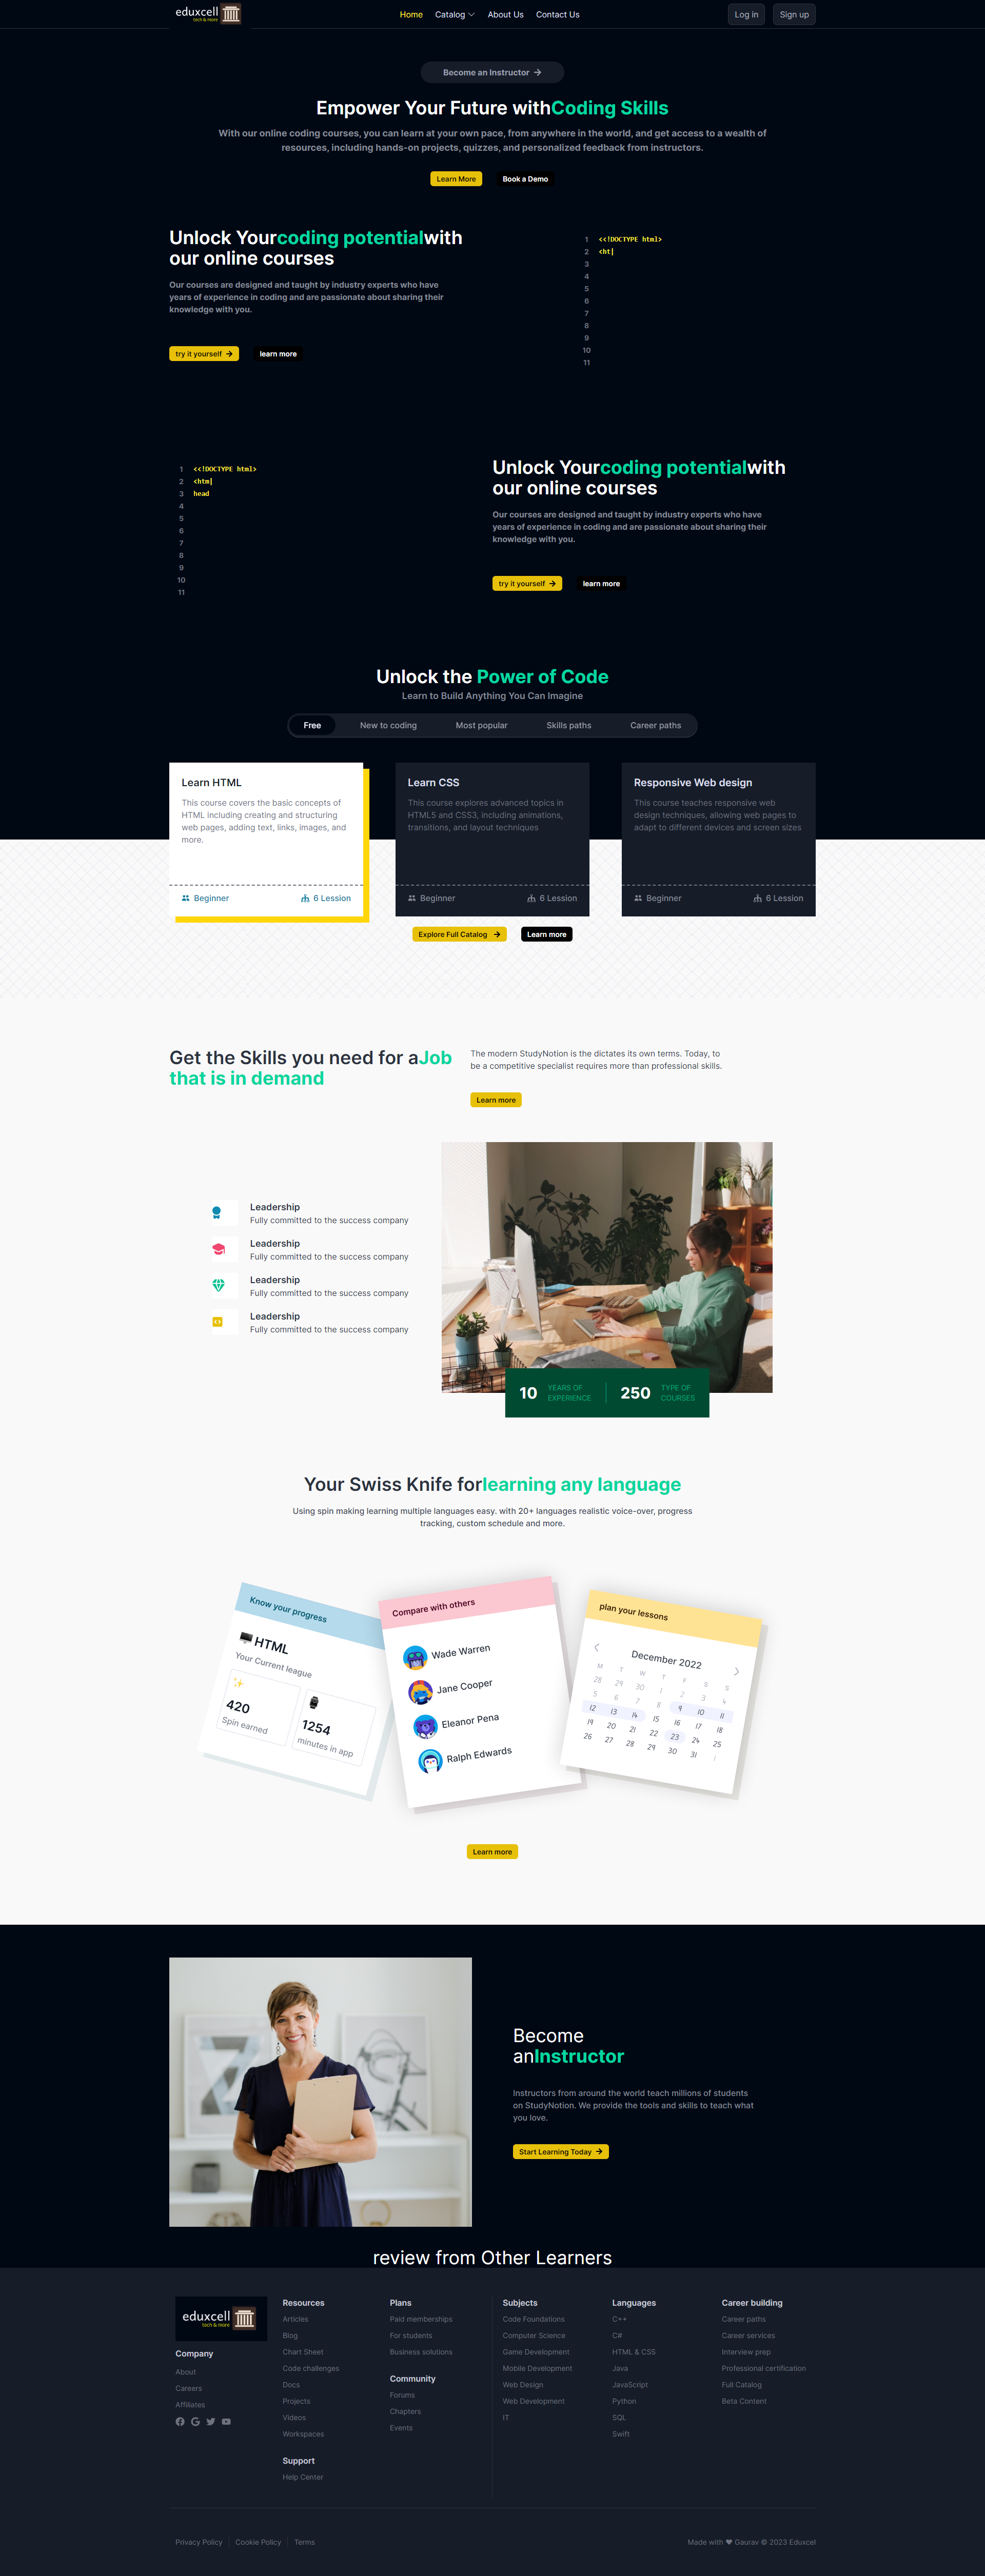 eduxcell
tech & more
Home
Catalog
About Us
Contact Us
Log in
Sign up
Become an Instructor
Empower Your Future withCoding Skills
With our online coding courses, you can learn at your own pace, from anywhere in the world, and get access to a wealth of
resources, including hands-on projects, quizzes, and personalized feedback from instructors.
Learn More
Book a Demo
Unlock Yourcoding potentialwith
our online courses
Our courses are designed and taught by industry experts who have
years of experience in coding and are passionate about sharing their
knowledge with you.
try it yourself
learn more
1 <<!DOCTYPE html>
2 <ht|
3
4
5
6
7
8
9
10
11
1 <<!DOCTYPE html>
2 <htm|
3 head
4
5
6
7
8
9
10
11
Unlock Yourcoding potentialwith
our online courses
Our courses are designed and taught by industry experts who have
years of experience in coding and are passionate about sharing their
knowledge with you.
try it yourself
learn more
Unlock the Power of Code
Learn to Build Anything You Can Imagine
Free
New to coding
Most popular
Skills paths
Career paths
Learn HTML
This course covers the basic concepts of
HTML including creating and structuring
web pages, adding text, links, images, and
more.
Beginner
6 Lession
Learn CSS
This course explores advanced topics in
HTML5 and CSS3, including animations,
transitions, and layout techniques
Beginner
6 Lession
Responsive Web design
This course teaches responsive web
design techniques, allowing web pages to
adapt to different devices and screen sizes
Beginner
6 Lession
Explore Full Catalog
Learn more
Get the Skills you need for aJob
that is in demand
The modern StudyNotion is the dictates its own terms. Today, to
be a competitive specialist requires more than professional skills.
Learn more
Leadership
Fully committed to the success company
Leadership
Fully committed to the success company
Leadership
Fully committed to the success company
Leadership
Fully committed to the success company
10
YEARS OF
EXPERIENCE
250
TYPE OF
COURSES
Your Swiss Knife forlearning any language
Using spin making learning multiple languages easy. with 20+ languages realistic voice-over, progress
tracking, custom schedule and more.
Know your progress
HTML
Your Current league
420
Spin earned
1254
minutes in app
Compare with others
Wade Warren
Jane Cooper
Eleanor Pena
Ralph Edwards
plan your lessons
December 2022
M T W T F S S
28 29 30 1 2 3 4
5 6 7 8 9 10 11
12 13 14 15 16 17 18
19 20 21 22 23 24 25
26 27 28 29 30 31 1
Learn more
Become
anInstructor
Instructors from around the world teach millions of students
on StudyNotion. We provide the tools and skills to teach what
you love.
Start Learning Today
review from Other Learners
eduxcell
tech & more
Company
About
Careers
Affiliates
Resources
Articles
Blog
Chart Sheet
Code challenges
Docs
Projects
Videos
Workspaces
Support
Help Center
Plans
Paid memberships
For students
Business solutions
Community
Forums
Chapters
Events
Subjects
Code Foundations
Computer Science
Game Development
Mobile Development
Web Design
Web Development
IT
Languages
C++
C#
HTML & CSS
Java
JavaScript
Python
SQL
Swift
Career building
Career paths
Career services
Interview prep
Professional certification
Full Catalog
Beta Content
Privacy Policy
Cookie Policy
Terms
Made with ❤ Gaurav © 2023 Eduxcel